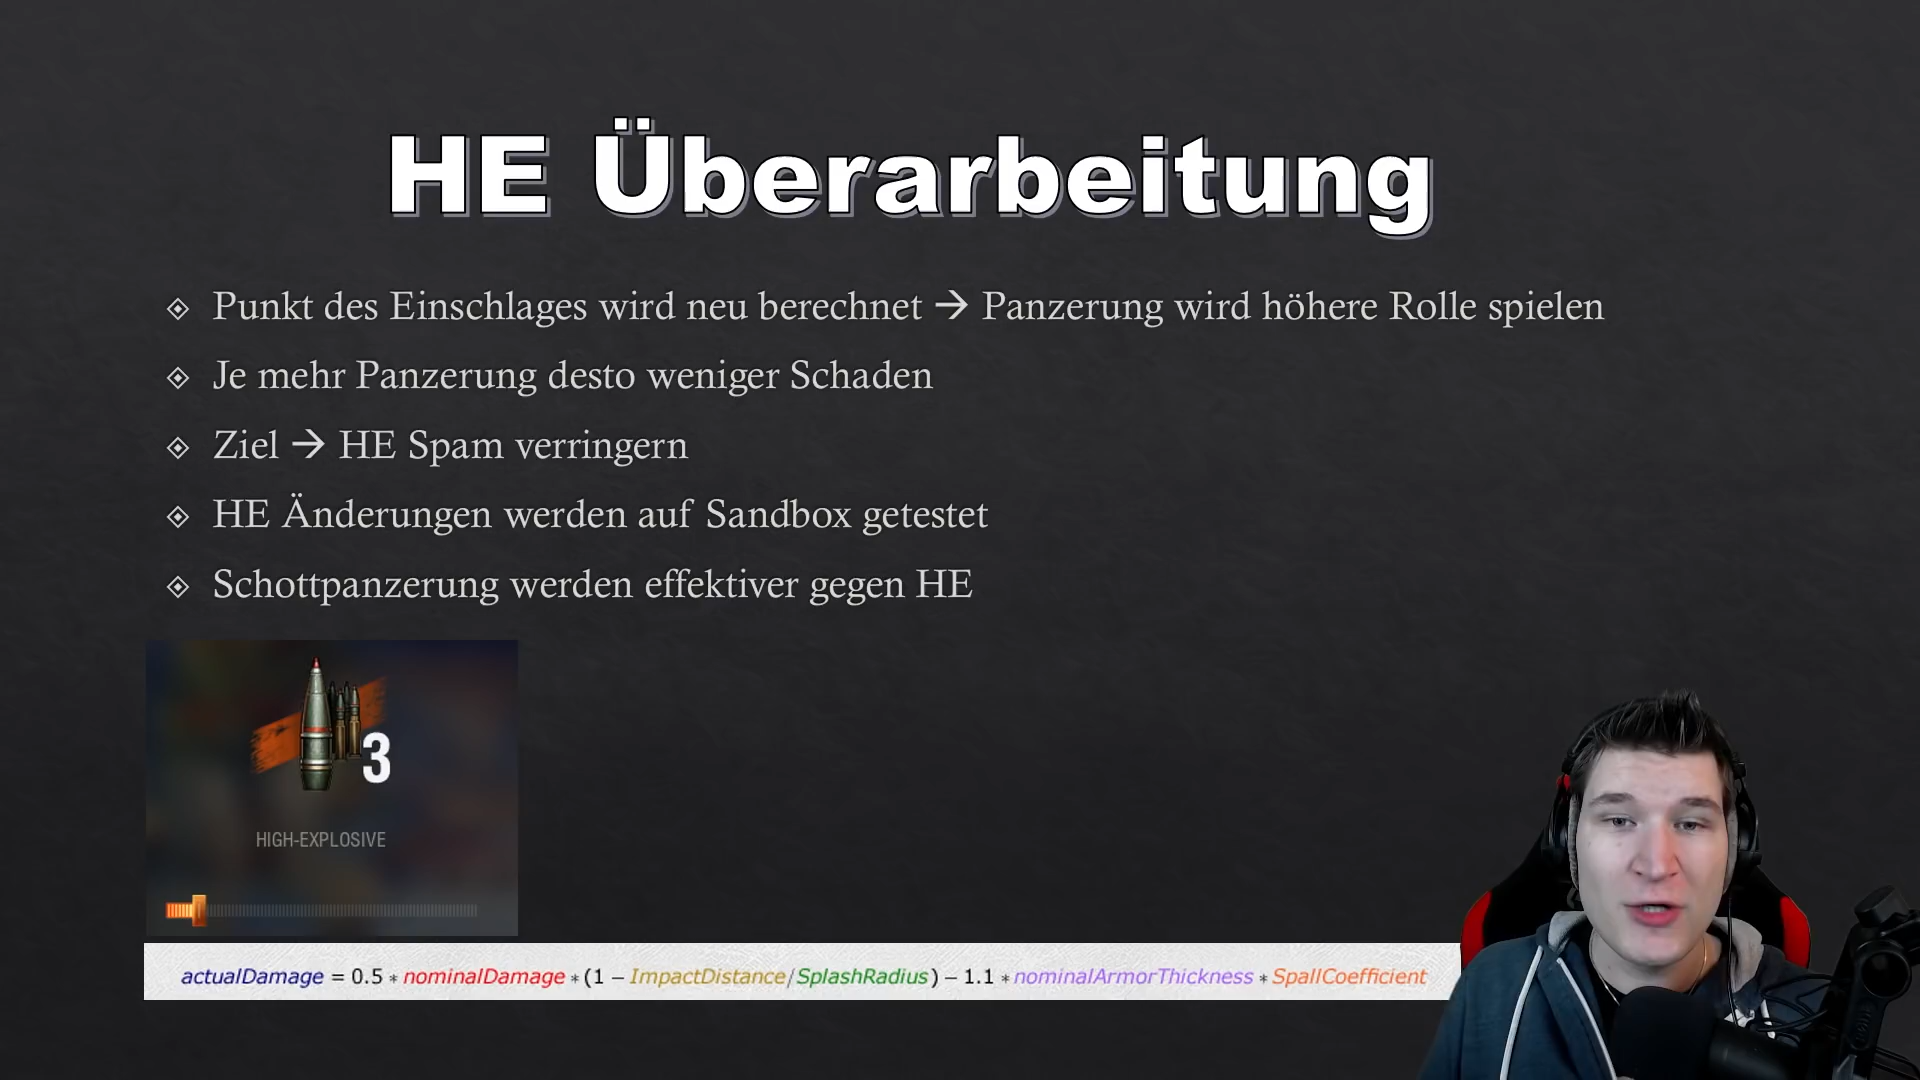 HE Überarbeitung
Punkt des Einschlages wird neu berechnet → Panzerung wird höhere Rolle spielen
Je mehr Panzerung desto weniger Schaden
Ziel → HE Spam verringern
HE Änderungen werden auf Sandbox getestet
Schottpanzerung werden effektiver gegen HE
3
HIGH-EXPLOSIVE
actualDamage = 0.5 * nominalDamage * (1 − ImpactDistance/SplashRadius) − 1.1 * nominalArmorThickness * SpallCoefficient